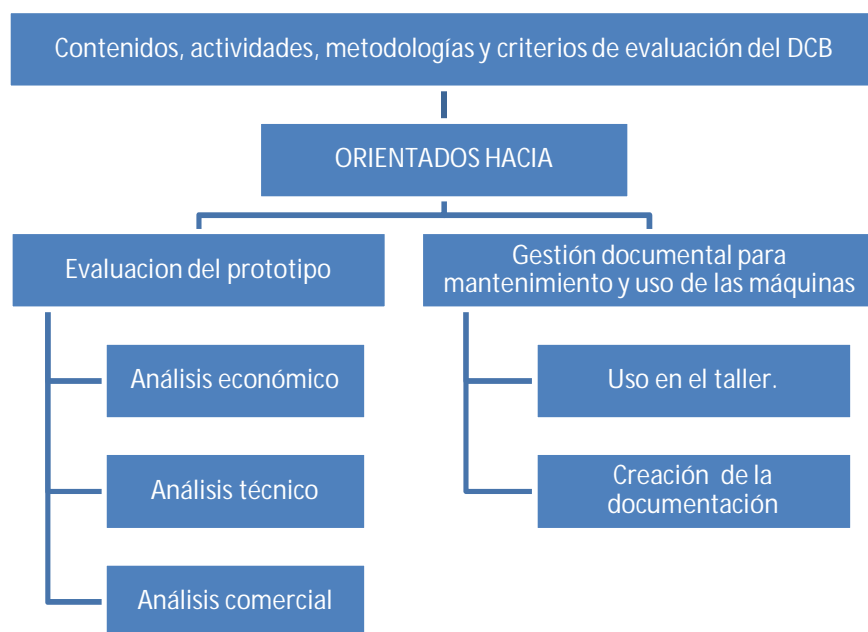 Contenidos, actividades, metodologías y criterios de evaluación del DCB
ORIENTADOS HACIA
Evaluacion del prototipo
Análisis económico
Análisis técnico
Análisis comercial
Gestión documental para
mantenimiento y uso de las máquinas
Uso en el taller.
Creación de la
documentación